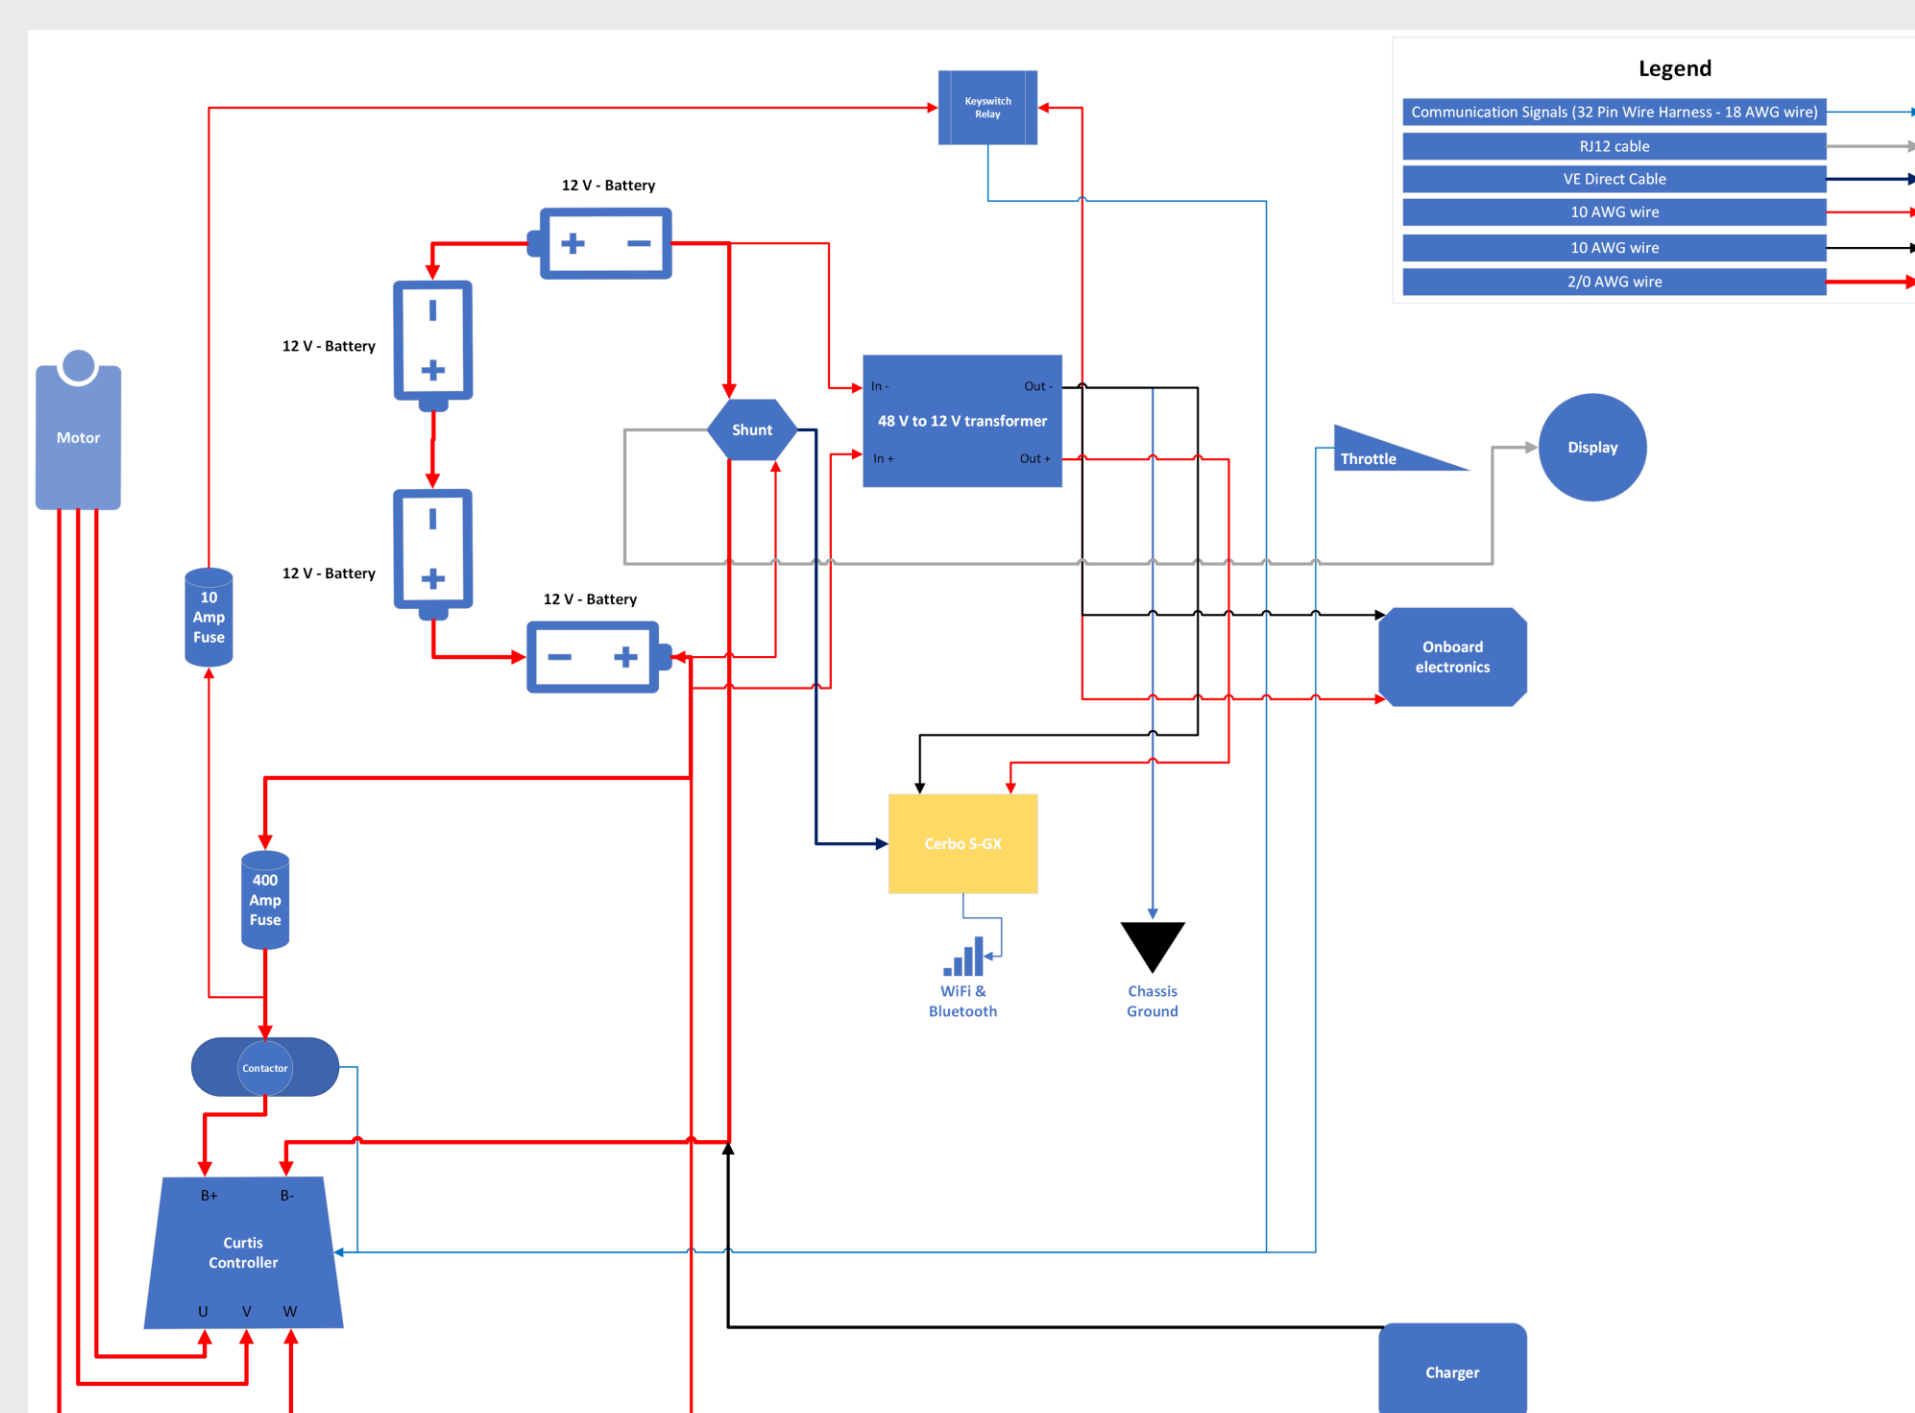 Legend
Communication Signals (32 Pin Wire Harness - 18 AWG wire)
RJ12 cable
VE Direct Cable
10 AWG wire
10 AWG wire
2/0 AWG wire
Keyswitch
Relay
12 V - Battery
12 V - Battery
Motor
In -
Out -
48 V to 12 V transformer
In +
Out +
Shunt
Throttle
Display
12 V - Battery
12 V - Battery
10
Amp
Fuse
Onboard
electronics
400
Amp
Fuse
Cerbo S-GX
WiFi &
Bluetooth
Chassis
Ground
Contactor
B+
B-
Curtis
Controller
U
V
W
Charger